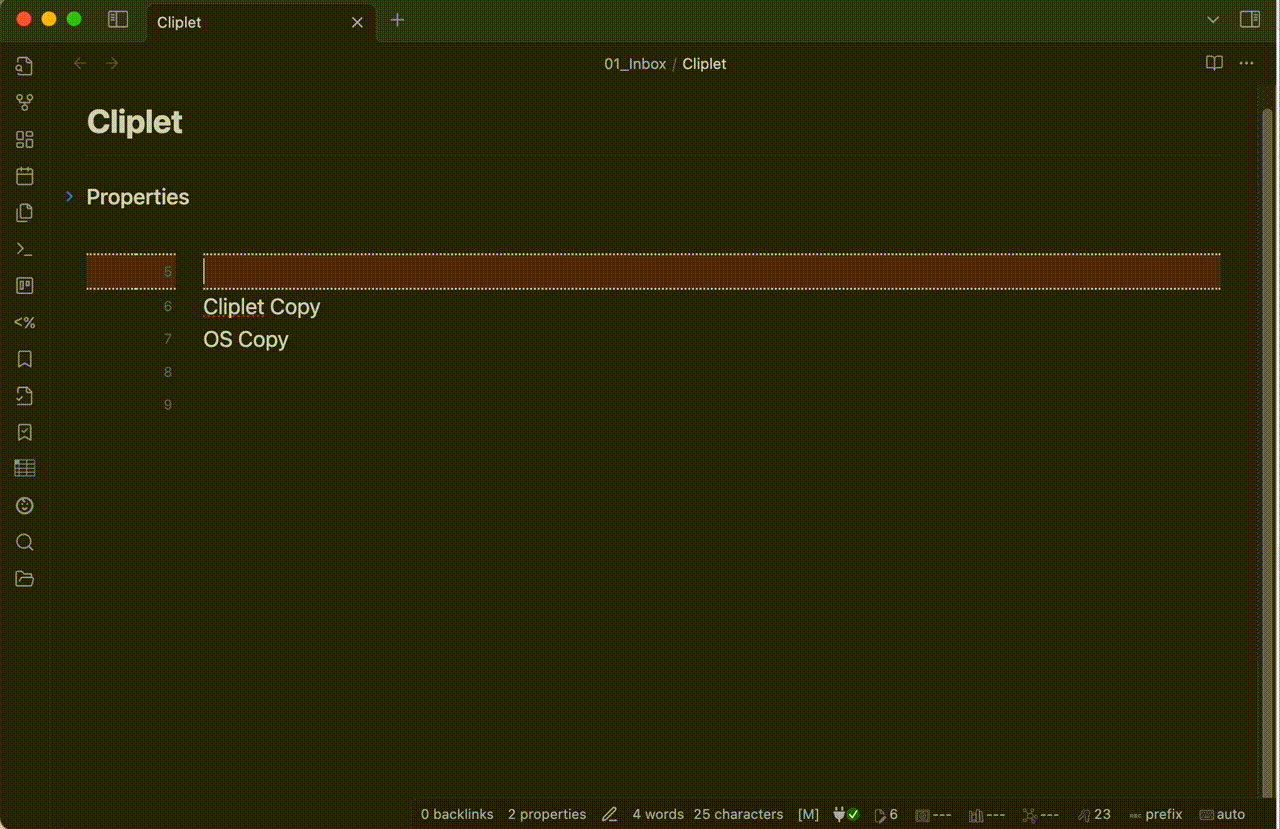 Cliplet
01_Inbox / Cliplet
Cliplet
Properties
5
6 Cliplet Copy
7 OS Copy
8
9
<%
0 backlinks 2 properties 4 words 25 characters [M] 6 --- --- --- 23 prefix auto